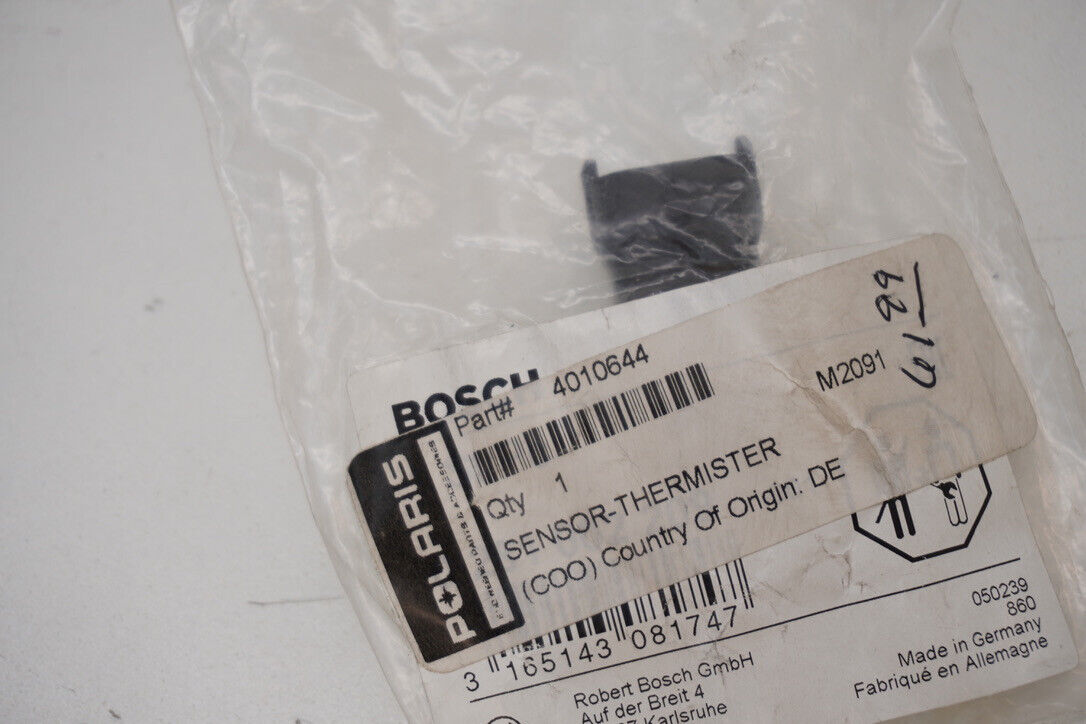 BOSCH
Part# 4010644
M2091
6129
Qty 1
SENSOR-THERMISTER
(COO) Country Of Origin: DE
POLARIS
3 165143 081747
050239
860
Made in Germany
Fabriqué en Allemagne
Robert Bosch GmbH
Auf der Breit 4
Karlsruhe